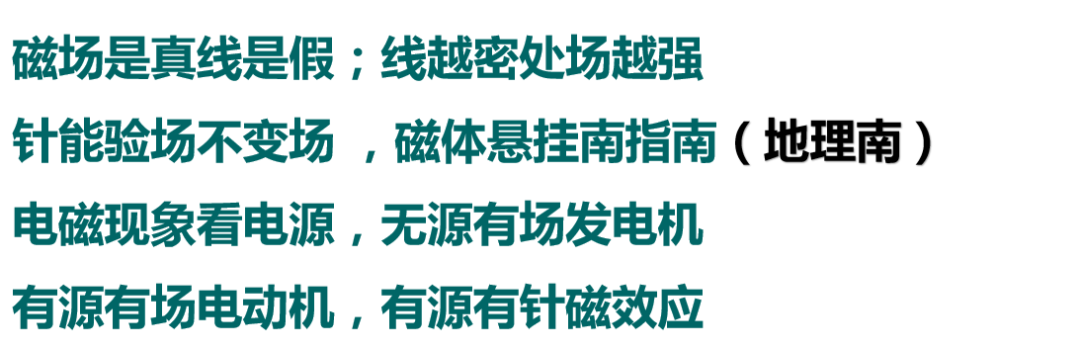 磁场是真线是假；线越密处场越强
针能验场不变场 ，磁体悬挂南指南（地理南）
电磁现象看电源，无源有场发电机
有源有场电动机，有源有针磁效应